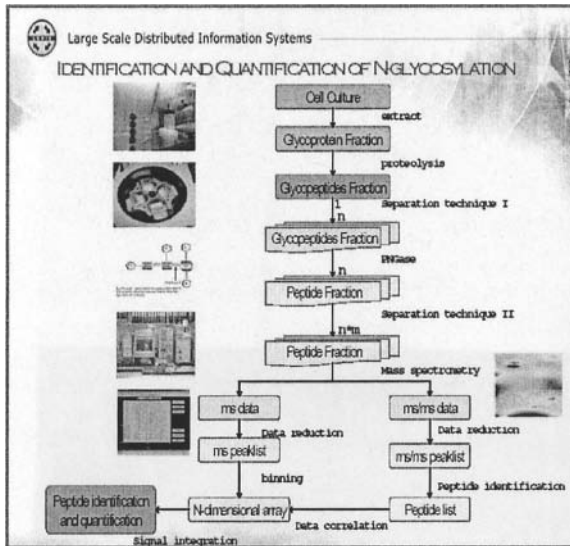 Large Scale Distributed Information Systems
IDENTIFICATION AND QUANTIFICATION OF N-GLYCOSYLATION
Cell Culture
extract
Glycoprotein Fraction
proteolysis
Glycopeptides Fraction
1
Separation technique I
n
Glycopeptides Fraction
PNGase
n
Peptide Fraction
Separation technique II
n*m
Peptide Fraction
Mass spectrometry
ms data
ms/ms data
Data reduction
Data reduction
ms peaklist
ms/ms peaklist
binning
Peptide identification
Peptide identification
and quantification
N-dimensional array
Peptide list
Data correlation
Signal integration